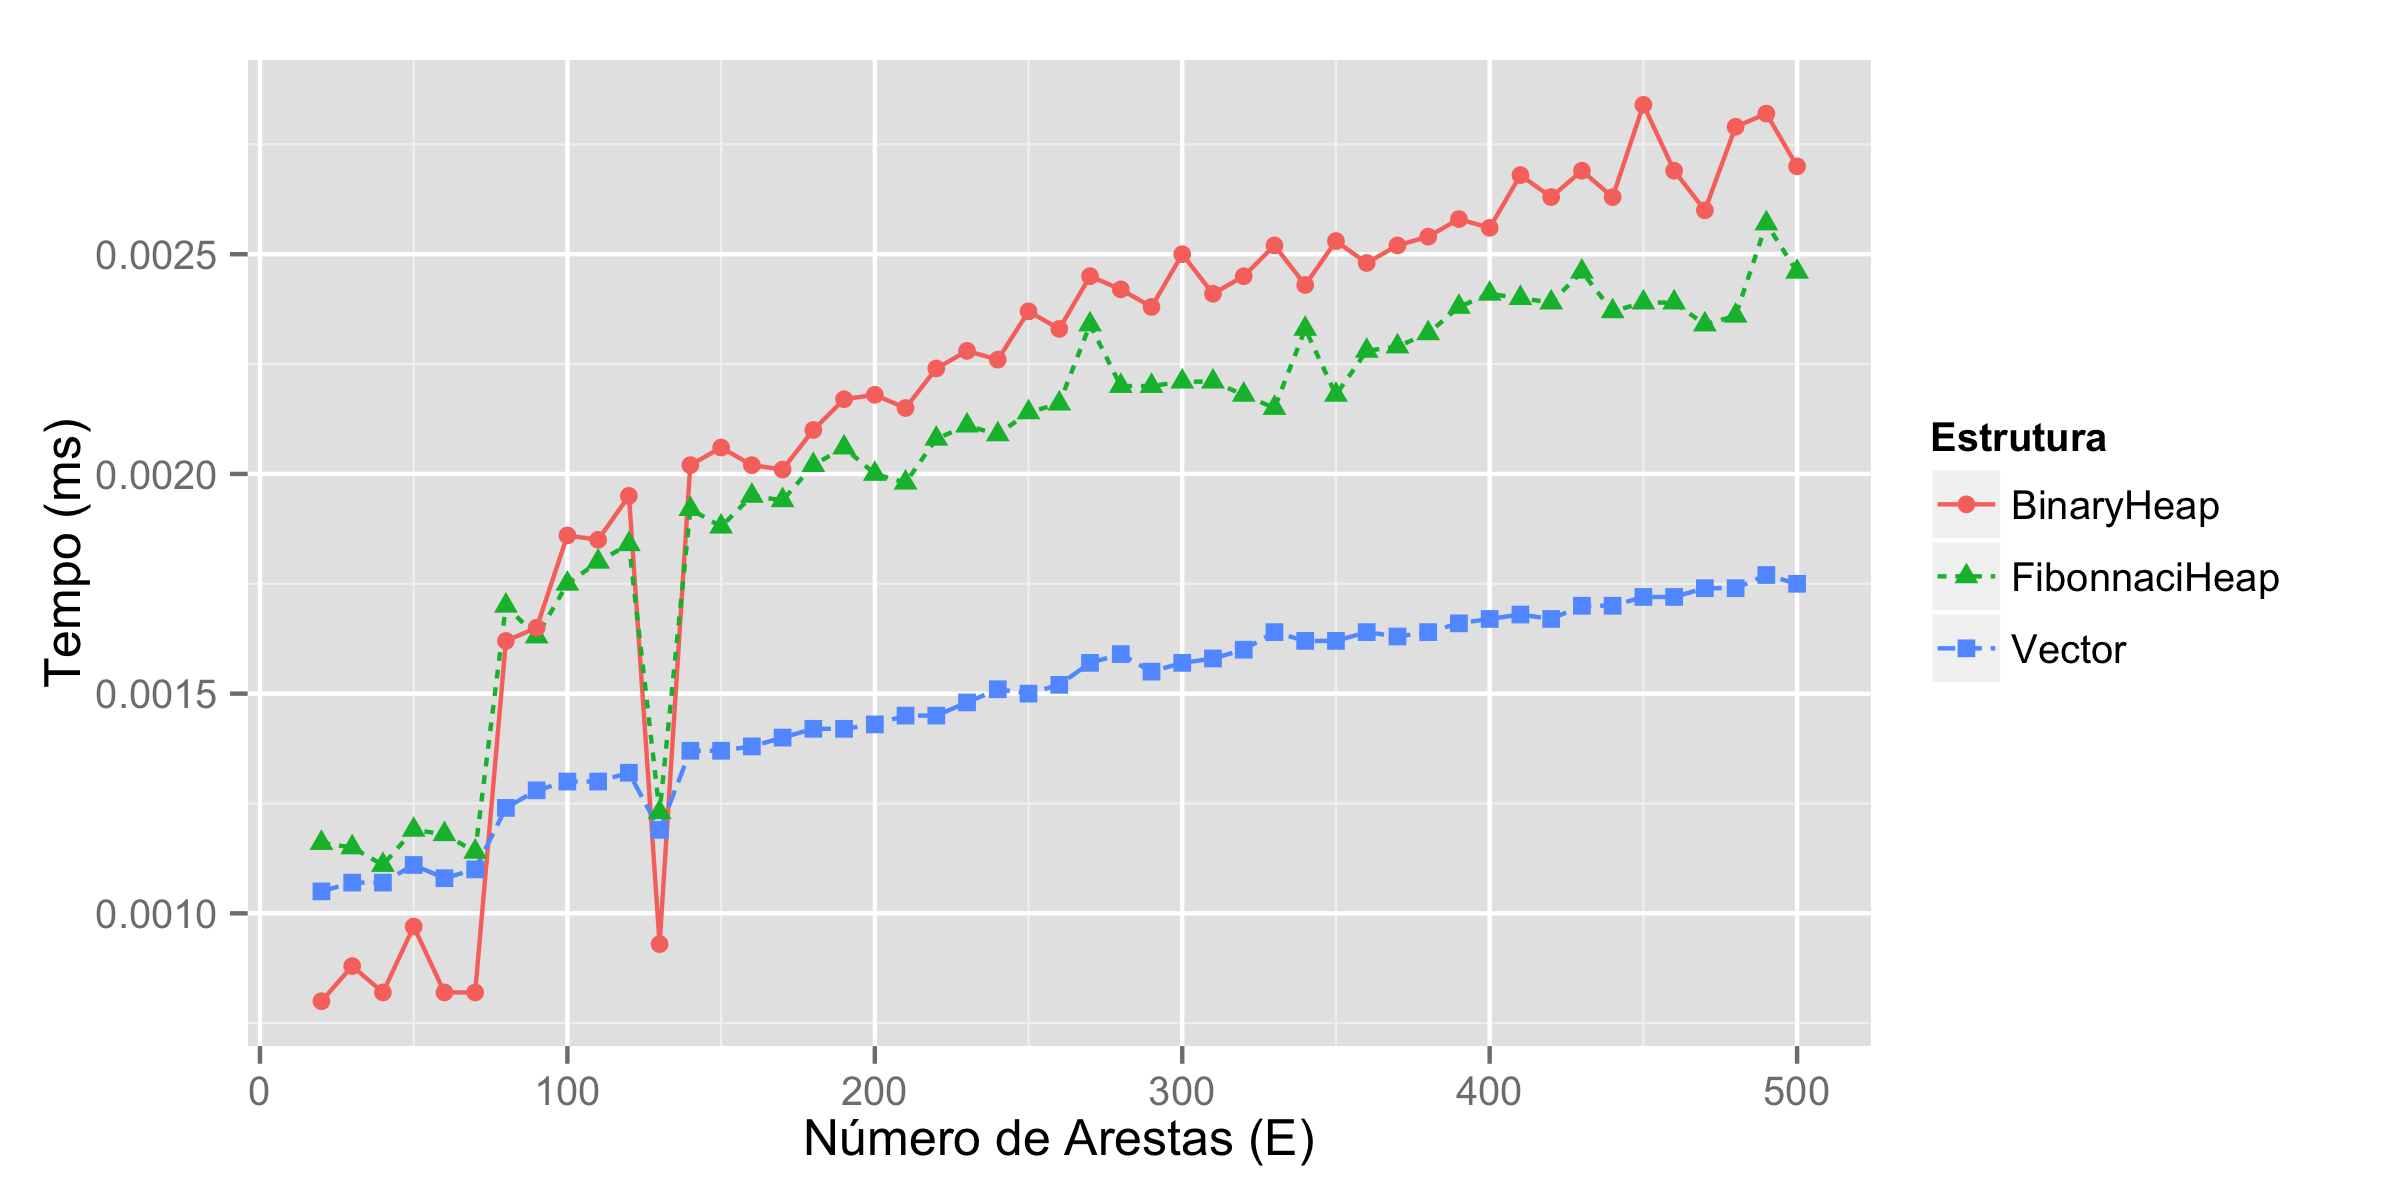 Tempo (ms)
0.0025
0.0020
0.0015
0.0010
0 100 200 300 400 500
Número de Arestas (E)
Estrutura
BinaryHeap
FibonnaciHeap
Vector